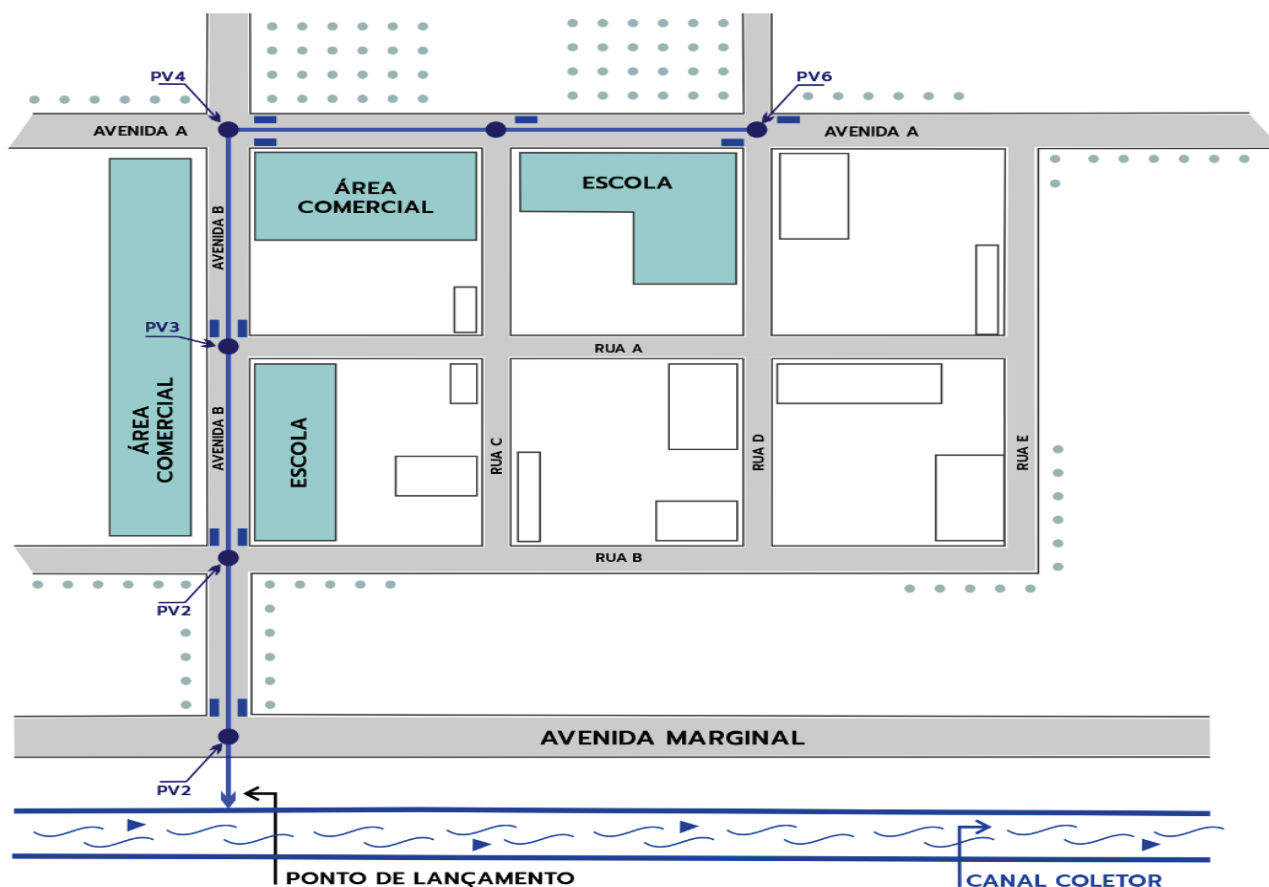 PV4
PV6
AVENIDA A
AVENIDA A
ÁREA
COMERCIAL
ESCOLA
AVENIDA B
PV3
RUA A
ÁREA
COMERCIAL
AVENIDA B
ESCOLA
RUA C
RUA D
RUA E
RUA B
PV2
AVENIDA MARGINAL
PV2
PONTO DE LANÇAMENTO
CANAL COLETOR